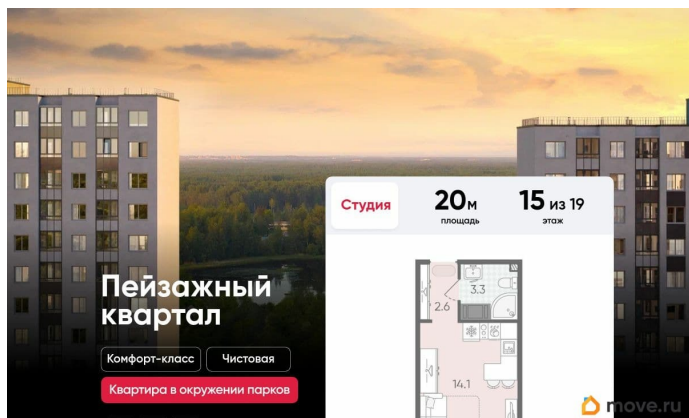 Студия
20м
площадь
15 из 19
этаж
Пейзажный
квартал
Комфорт-класс
Чистовая
Квартира в окружении парков
3.3
2.6
14.1
move.ru